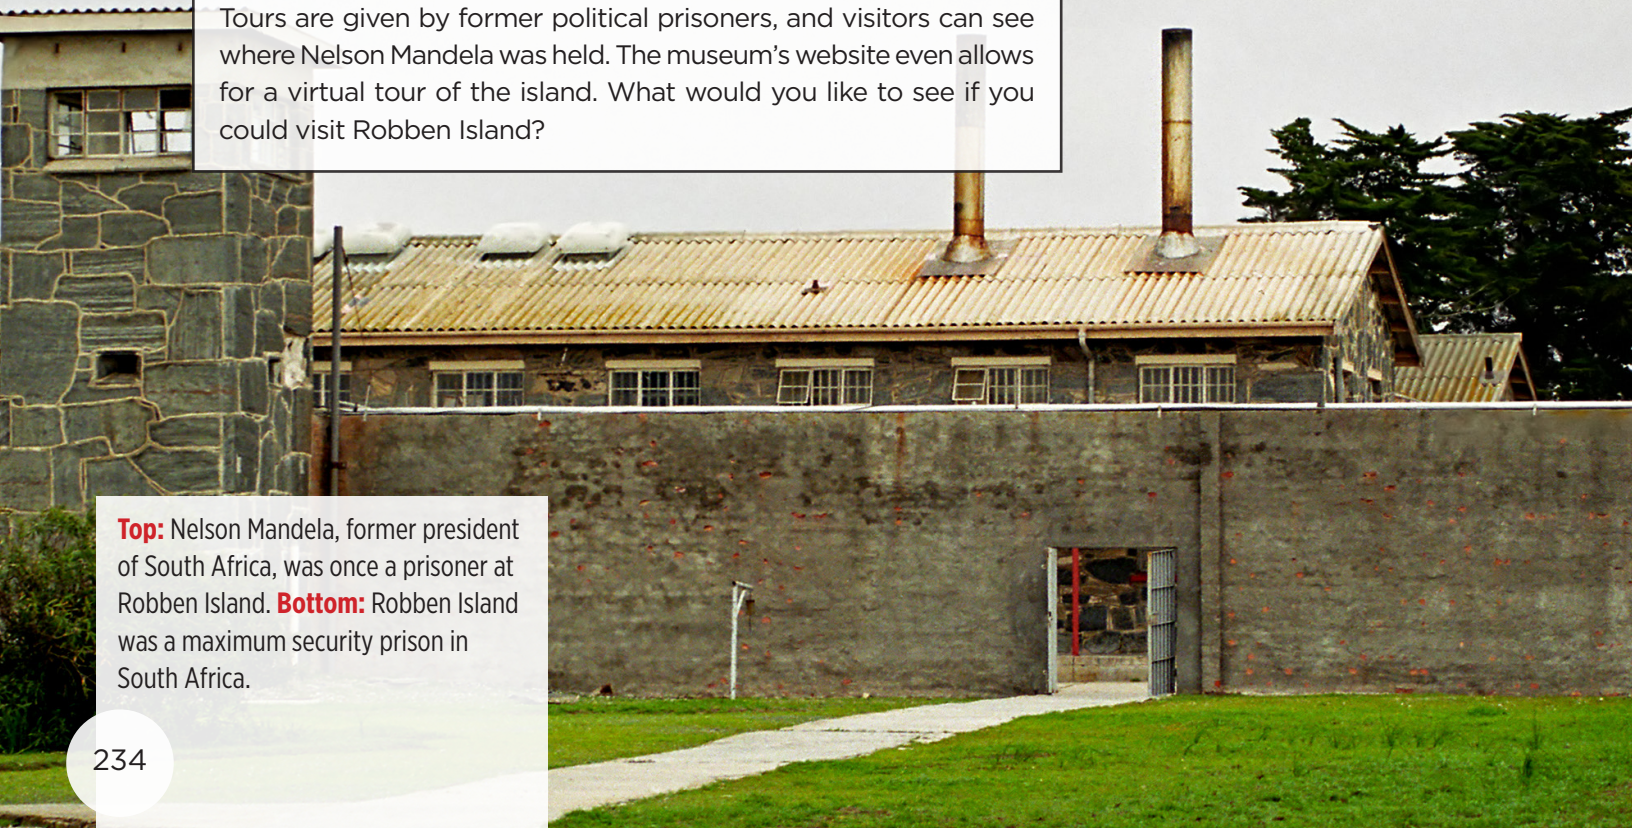 Tours are given by former political prisoners, and visitors can see
where Nelson Mandela was held. The museum’s website even allows
for a virtual tour of the island. What would you like to see if you
could visit Robben Island?
Top: Nelson Mandela, former president
of South Africa, was once a prisoner at
Robben Island. Bottom: Robben Island
was a maximum security prison in
South Africa.
234